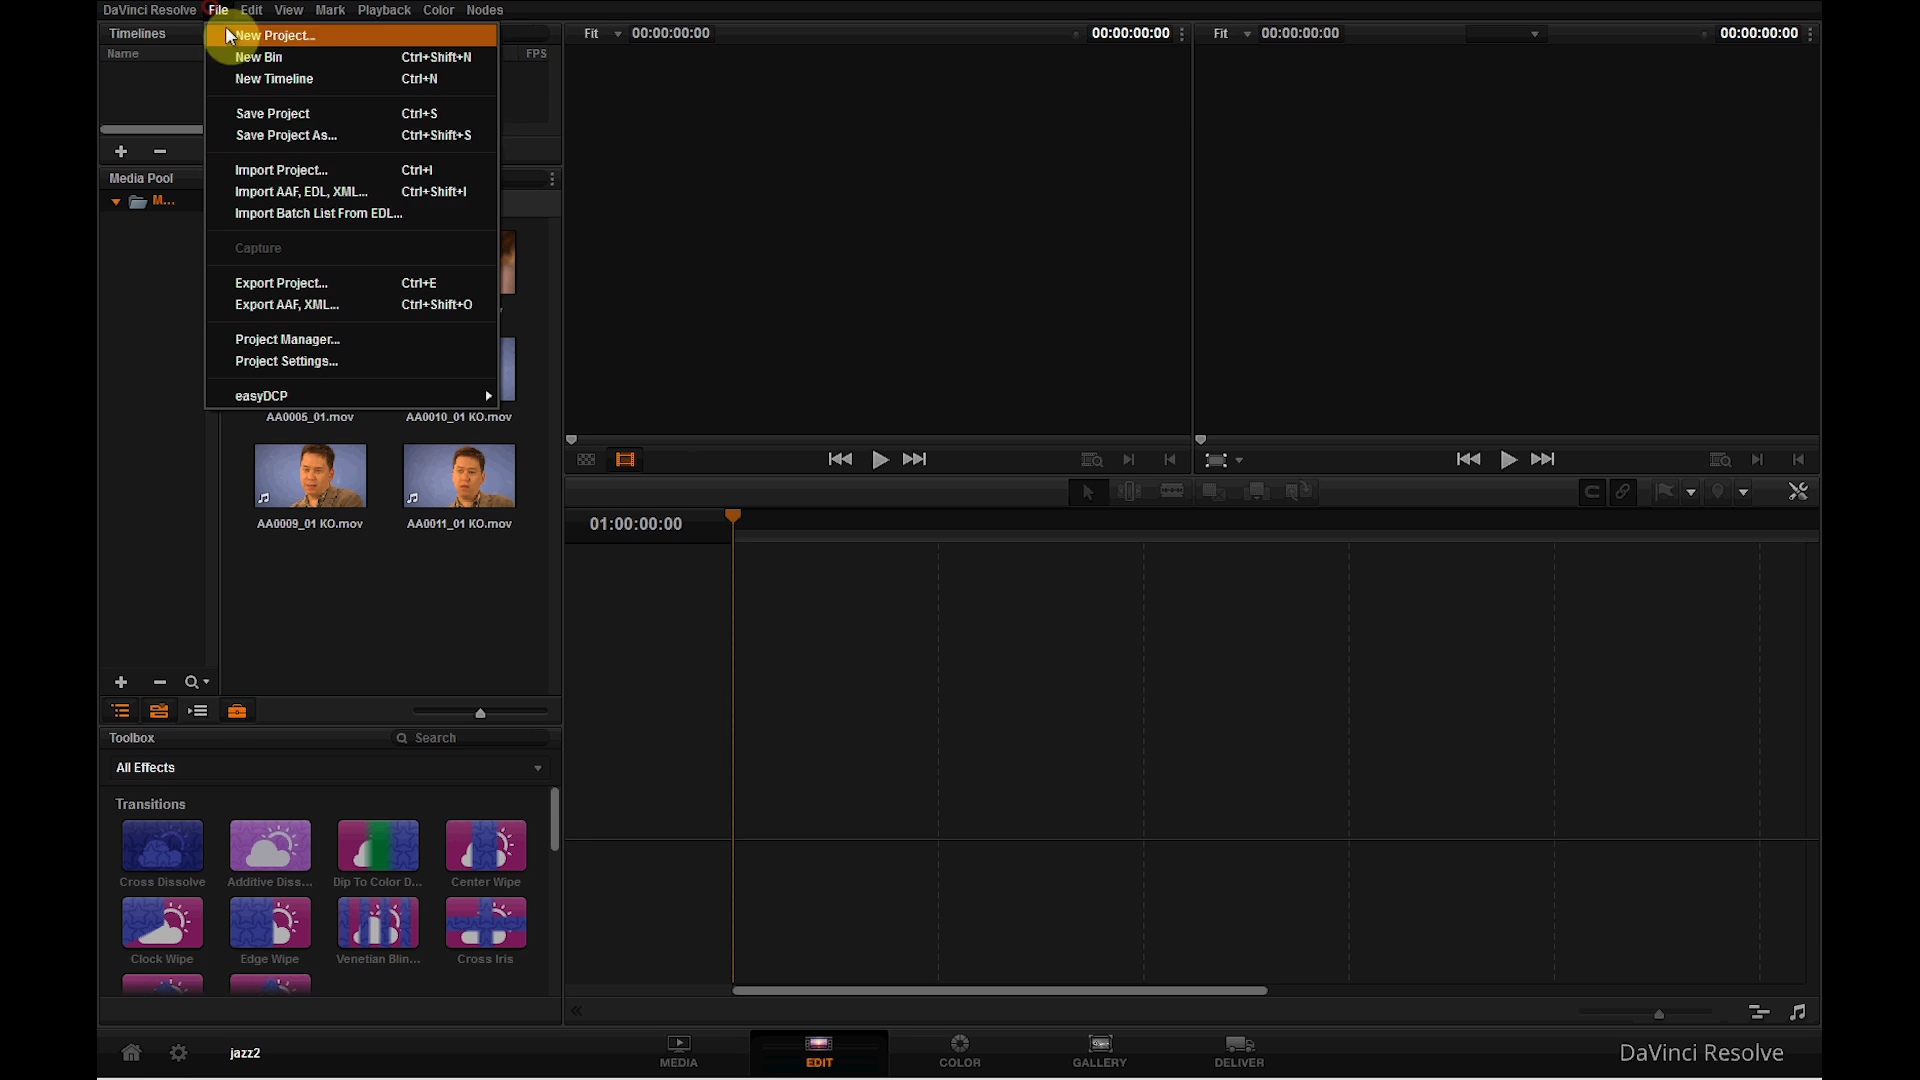 DaVinci Resolve File Edit View Mark Playback Color Nodes
Timelines
Name FPS
New Project...
New Bin Ctrl+Shift+N
New Timeline Ctrl+N
Save Project Ctrl+S
Save Project As... Ctrl+Shift+S
Import Project... Ctrl+I
Import AAF, EDL, XML... Ctrl+Shift+I
Import Batch List From EDL...
Capture
Export Project... Ctrl+E
Export AAF, XML... Ctrl+Shift+O
Project Manager...
Project Settings...
easyDCP
Fit 00:00:00:00 00:00:00:00
Fit 00:00:00:00 00:00:00:00
Media Pool
M...
AA0005_01.mov AA0010_01 KO.mov
AA0009_01 KO.mov AA0011_01 KO.mov
01:00:00:00
Toolbox Search
All Effects
Transitions
Cross Dissolve Additive Diss... Dip To Color D... Center Wipe
Clock Wipe Edge Wipe Venetian Blin... Cross Iris
jazz2
MEDIA EDIT COLOR GALLERY DELIVER
DaVinci Resolve